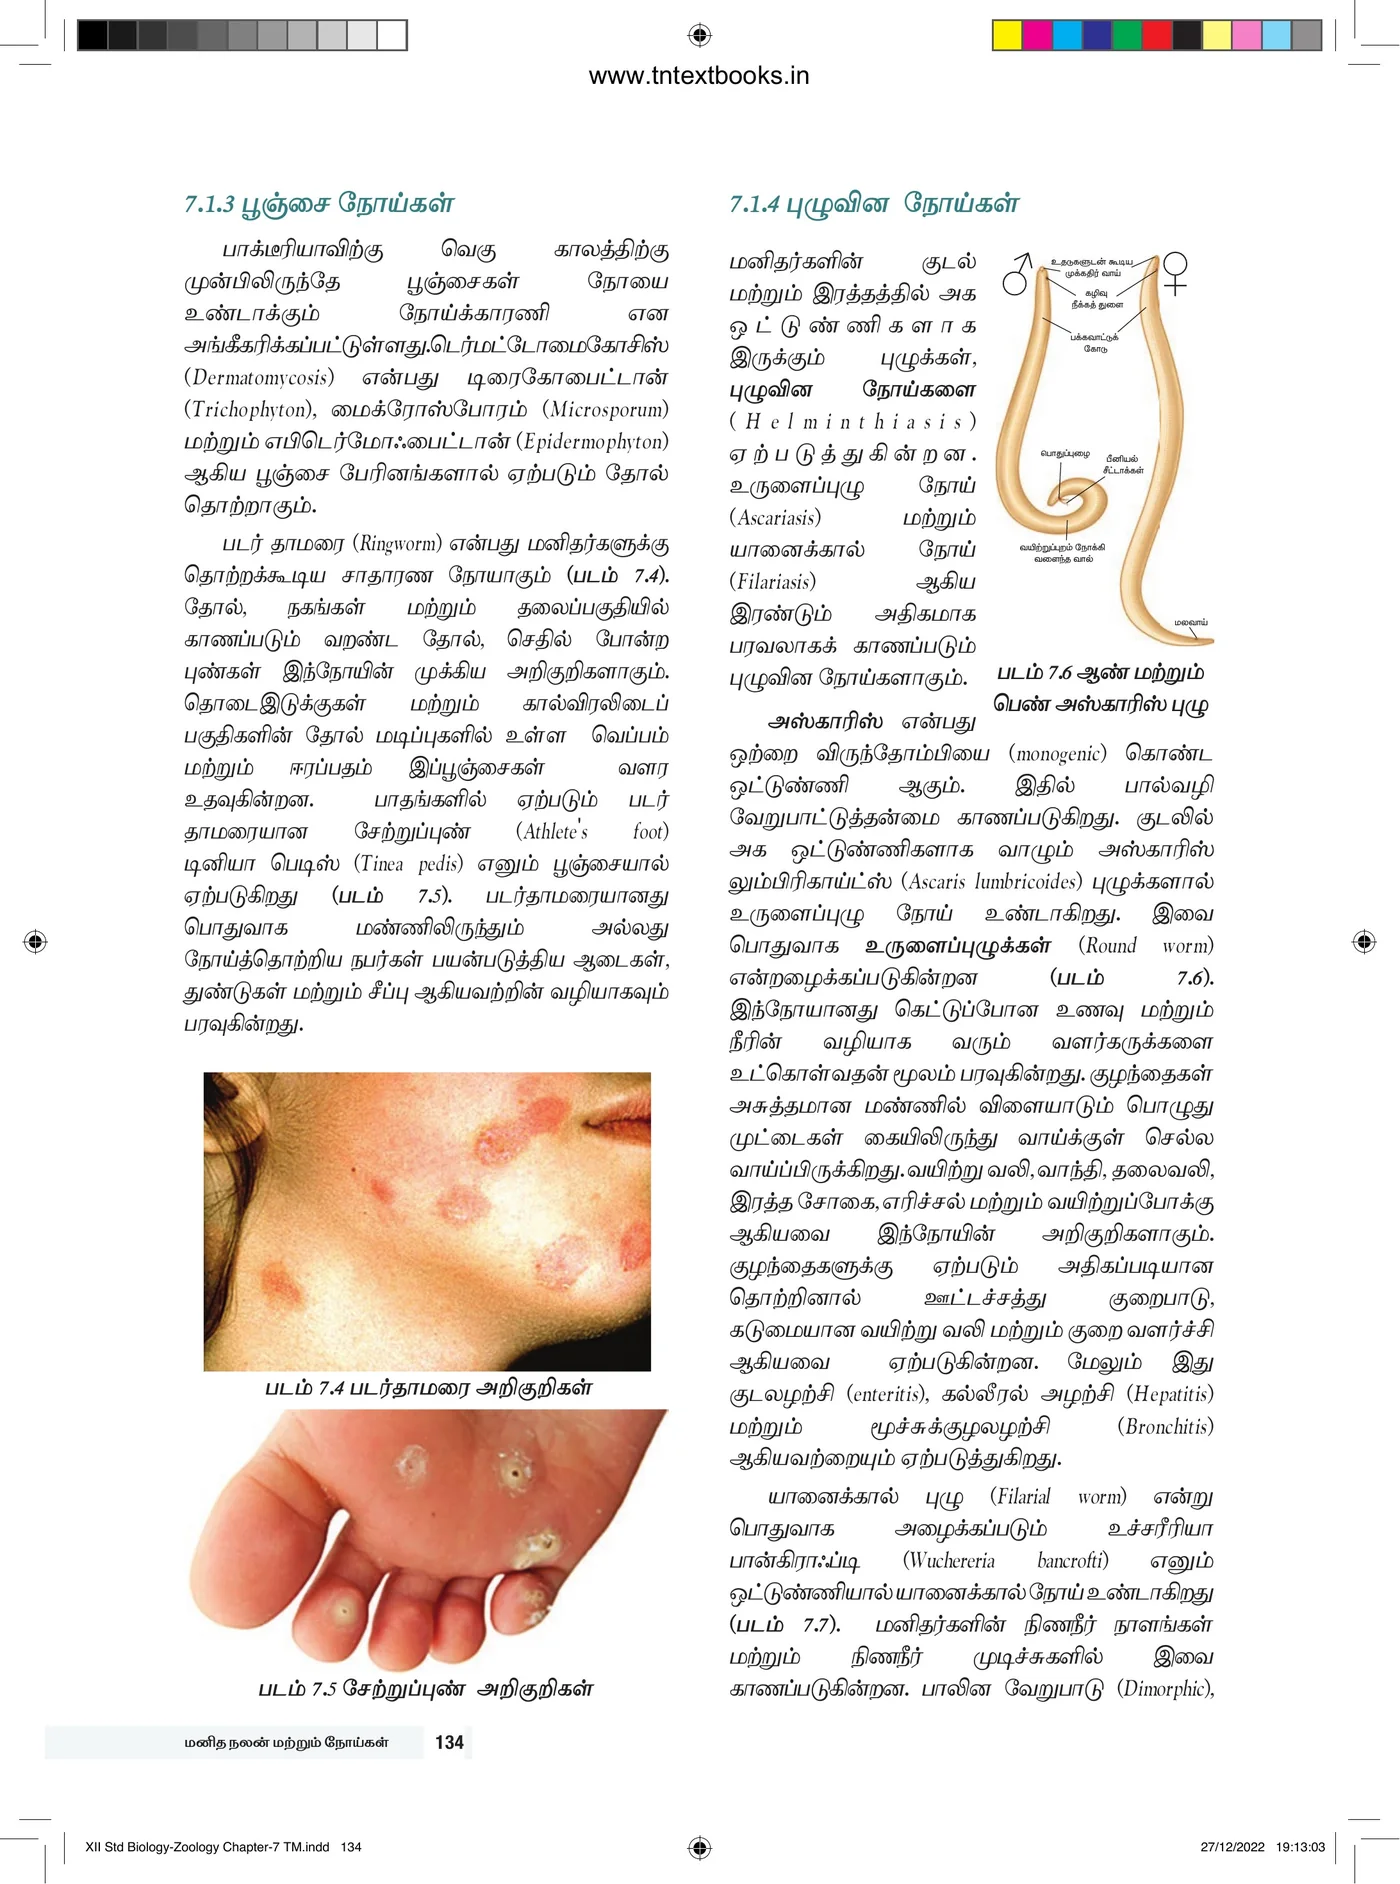 www.tntextbooks.in
7.1.3 பூஞ்சை நோய்கள்
பாக்டீரியாவிற்கு வெகு காலத்திற்கு
முன்பிலிருந்தே பூஞ்சைகள் நோயை
உண்டாக்கும் நோய்க்காரணி என
அங்கீகரிக்கப்பட்டுள்ளது.டெர்மட்டோமைகோசிஸ்
(Dermatomycosis) என்பது டிரைகோபைட்டான்
(Trichophyton), மைக்ரோஸ்போரம் (Microsporum)
மற்றும் எபிடெர்மோஃபைட்டான் (Epidermophyton)
ஆகிய பூஞ்சை பேரினங்களால் ஏற்படும் தோல்
தொற்றாகும்.
படர் தாமரை (Ringworm) என்பது மனிதர்களுக்கு
தொற்றக்கூடிய சாதாரண நோயாகும் (படம் 7.4).
தோல், நகங்கள் மற்றும் தலைப்பகுதியில்
காணப்படும் வறண்ட தோல், செதில் போன்ற
புண்கள் இந்நோயின் முக்கிய அறிகுறிகளாகும்.
தொடைஇடுக்குகள் மற்றும் கால்விரலிடைப்
பகுதிகளின் தோல் மடிப்புகளில் உள்ள வெப்பம்
மற்றும் ஈரப்பதம் இப்பூஞ்சைகள் வளர
உதவுகின்றன. பாதங்களில் ஏற்படும் படர்
தாமரையான சேற்றுப்புண் (Athlete's foot)
டினியா பெடிஸ் (Tinea pedis) எனும் பூஞ்சையால்
ஏற்படுகிறது (படம் 7.5). படர்தாமரையானது
பொதுவாக மண்ணிலிருந்தும் அல்லது
நோய்த்தொற்றிய நபர்கள் பயன்படுத்திய ஆடைகள்,
துண்டுகள் மற்றும் சீப்பு ஆகியவற்றின் வழியாகவும்
பரவுகின்றது.
படம் 7.4 படர்தாமரை அறிகுறிகள்
படம் 7.5 சேற்றுப்புண் அறிகுறிகள்
7.1.4 புழுவின நோய்கள்
மனிதர்களின் குடல்
மற்றும் இரத்தத்தில் அக
ஒட்டுண்ணிகளாக
இருக்கும் புழுக்கள்,
புழுவின நோய்களை
(Helminthiasis)
ஏற்படுத்துகின்றன.
உருளைப்புழு நோய்
(Ascariasis) மற்றும்
யானைக்கால் நோய்
(Filariasis) ஆகிய
இரண்டும் அதிகமாக
பரவலாகக் காணப்படும்
புழுவின நோய்களாகும்.
♂
♀
உதடுகளுடன் கூடிய
முக்கதிர் வாய்
கழிவு
நீக்கத் துளை
பக்கவாட்டுக்
கோடு
பொதுப்புழை
பீனியல்
சீட்டாக்கள்
வயிற்றுப்புறம் நோக்கி
வளைந்த வால்
மலவாய்
படம் 7.6 ஆண் மற்றும்
பெண் அஸ்காரிஸ் புழு
அஸ்காரிஸ் என்பது
ஒற்றை விருந்தோம்பியை (monogenic) கொண்ட
ஒட்டுண்ணி ஆகும். இதில் பால்வழி
வேறுபாட்டுத்தன்மை காணப்படுகிறது. குடலில்
அக ஒட்டுண்ணிகளாக வாழும் அஸ்காரிஸ்
லும்பிரிகாய்ட்ஸ் (Ascaris lumbricoides) புழுக்களால்
உருளைப்புழு நோய் உண்டாகிறது. இவை
பொதுவாக உருளைப்புழுக்கள் (Round worm)
என்றழைக்கப்படுகின்றன (படம் 7.6).
இந்நோயானது கெட்டுப்போன உணவு மற்றும்
நீரின் வழியாக வரும் வளர்கருக்களை
உட்கொள்வதன் மூலம் பரவுகின்றது. குழந்தைகள்
அசுத்தமான மண்ணில் விளையாடும் பொழுது
முட்டைகள் கையிலிருந்து வாய்க்குள் செல்ல
வாய்ப்பிருக்கிறது. வயிற்று வலி, வாந்தி, தலைவலி,
இரத்த சோகை, எரிச்சல் மற்றும் வயிற்றுப்போக்கு
ஆகியவை இந்நோயின் அறிகுறிகளாகும்.
குழந்தைகளுக்கு ஏற்படும் அதிகப்படியான
தொற்றினால் ஊட்டச்சத்து குறைபாடு,
கடுமையான வயிற்று வலி மற்றும் குறை வளர்ச்சி
ஆகியவை ஏற்படுகின்றன. மேலும் இது
குடலழற்சி (enteritis), கல்லீரல் அழற்சி (Hepatitis)
மற்றும் மூச்சுக்குழலழற்சி (Bronchitis)
ஆகியவற்றையும் ஏற்படுத்துகிறது.
யானைக்கால் புழு (Filarial worm) என்று
பொதுவாக அழைக்கப்படும் உச்சரீரியா
பான்கிராஃப்டி (Wuchereria bancrofti) எனும்
ஒட்டுண்ணியால் யானைக்கால் நோய் உண்டாகிறது
(படம் 7.7). மனிதர்களின் நிணநீர் நாளங்கள்
மற்றும் நிணநீர் முடிச்சுகளில் இவை
காணப்படுகின்றன. பாலின வேறுபாடு (Dimorphic),
மனித நலன் மற்றும் நோய்கள் 134
XII Std Biology-Zoology Chapter-7 TM.indd 134
27/12/2022 19:13:03